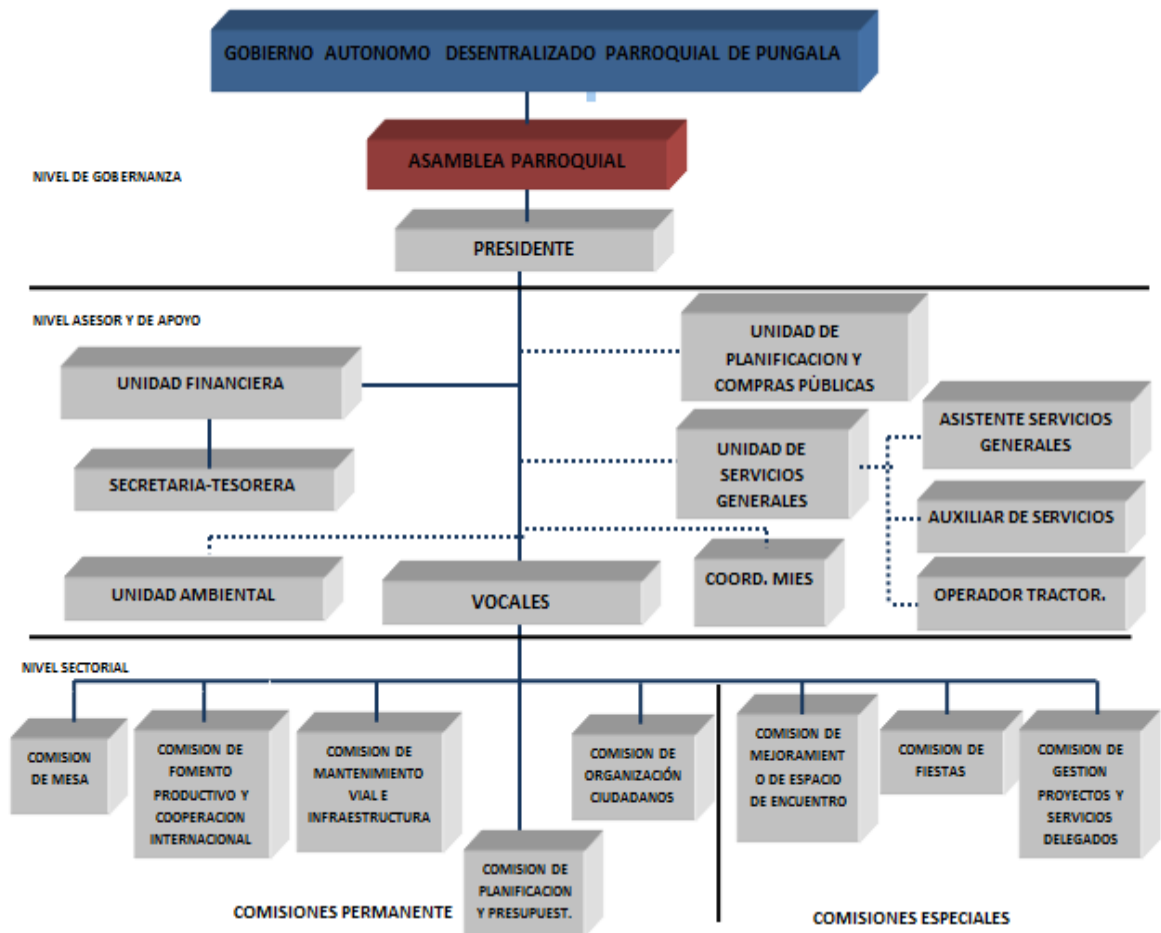 GOBIERNO AUTONOMO DESENTRALIZADO PARROQUIAL DE PUNGALA
ASAMBLEA PARROQUIAL
NIVEL DE GOBERNANZA
PRESIDENTE
NIVEL ASESOR Y DE APOYO
UNIDAD DE
PLANIFICACION Y
COMPRAS PÙBLICAS
UNIDAD FINANCIERA
ASISTENTE SERVICIOS
GENERALES
UNIDAD DE
SERVICIOS
GENERALES
SECRETARIA-TESORERA
AUXILIAR DE SERVICIOS
UNIDAD AMBIENTAL
VOCALES
COORD. MIES
OPERADOR TRACTOR.
NIVEL SECTORIAL
COMISION
DE MESA
COMISION DE
FOMENTO
PRODUCTIVO Y
COOPERACION
INTERNACIONAL
COMISION DE
MANTENIMIENTO
VIAL E
INFRAESTRUCTURA
COMISION DE
PLANIFICACION
Y PRESUPUEST.
COMISION DE
ORGANIZACIÓN
CIUDADANOS
COMISION DE
MEJORAMIENT
O DE ESPACIO
DE ENCUENTRO
COMISION DE
FIESTAS
COMISION DE
GESTION
PROYECTOS Y
SERVICIOS
DELEGADOS
COMISIONES PERMANENTE
COMISIONES ESPECIALES